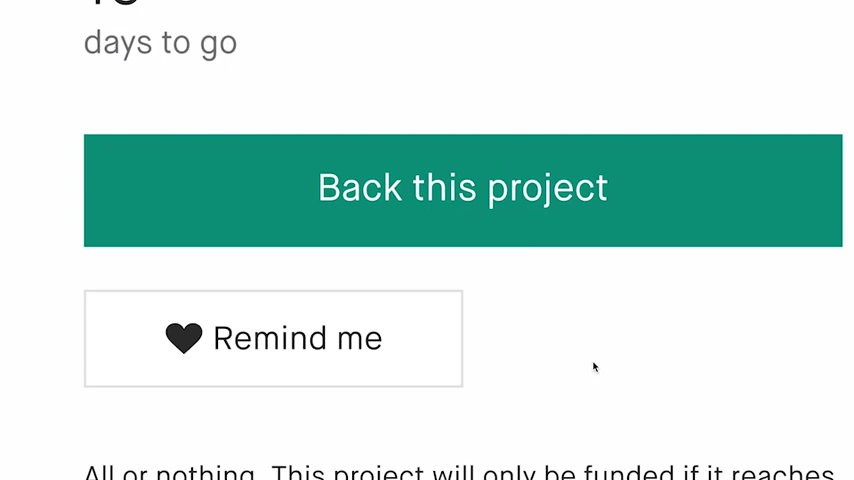 days to go
Back this project
Remind me
All or nothing. This project will only be funded if it reaches